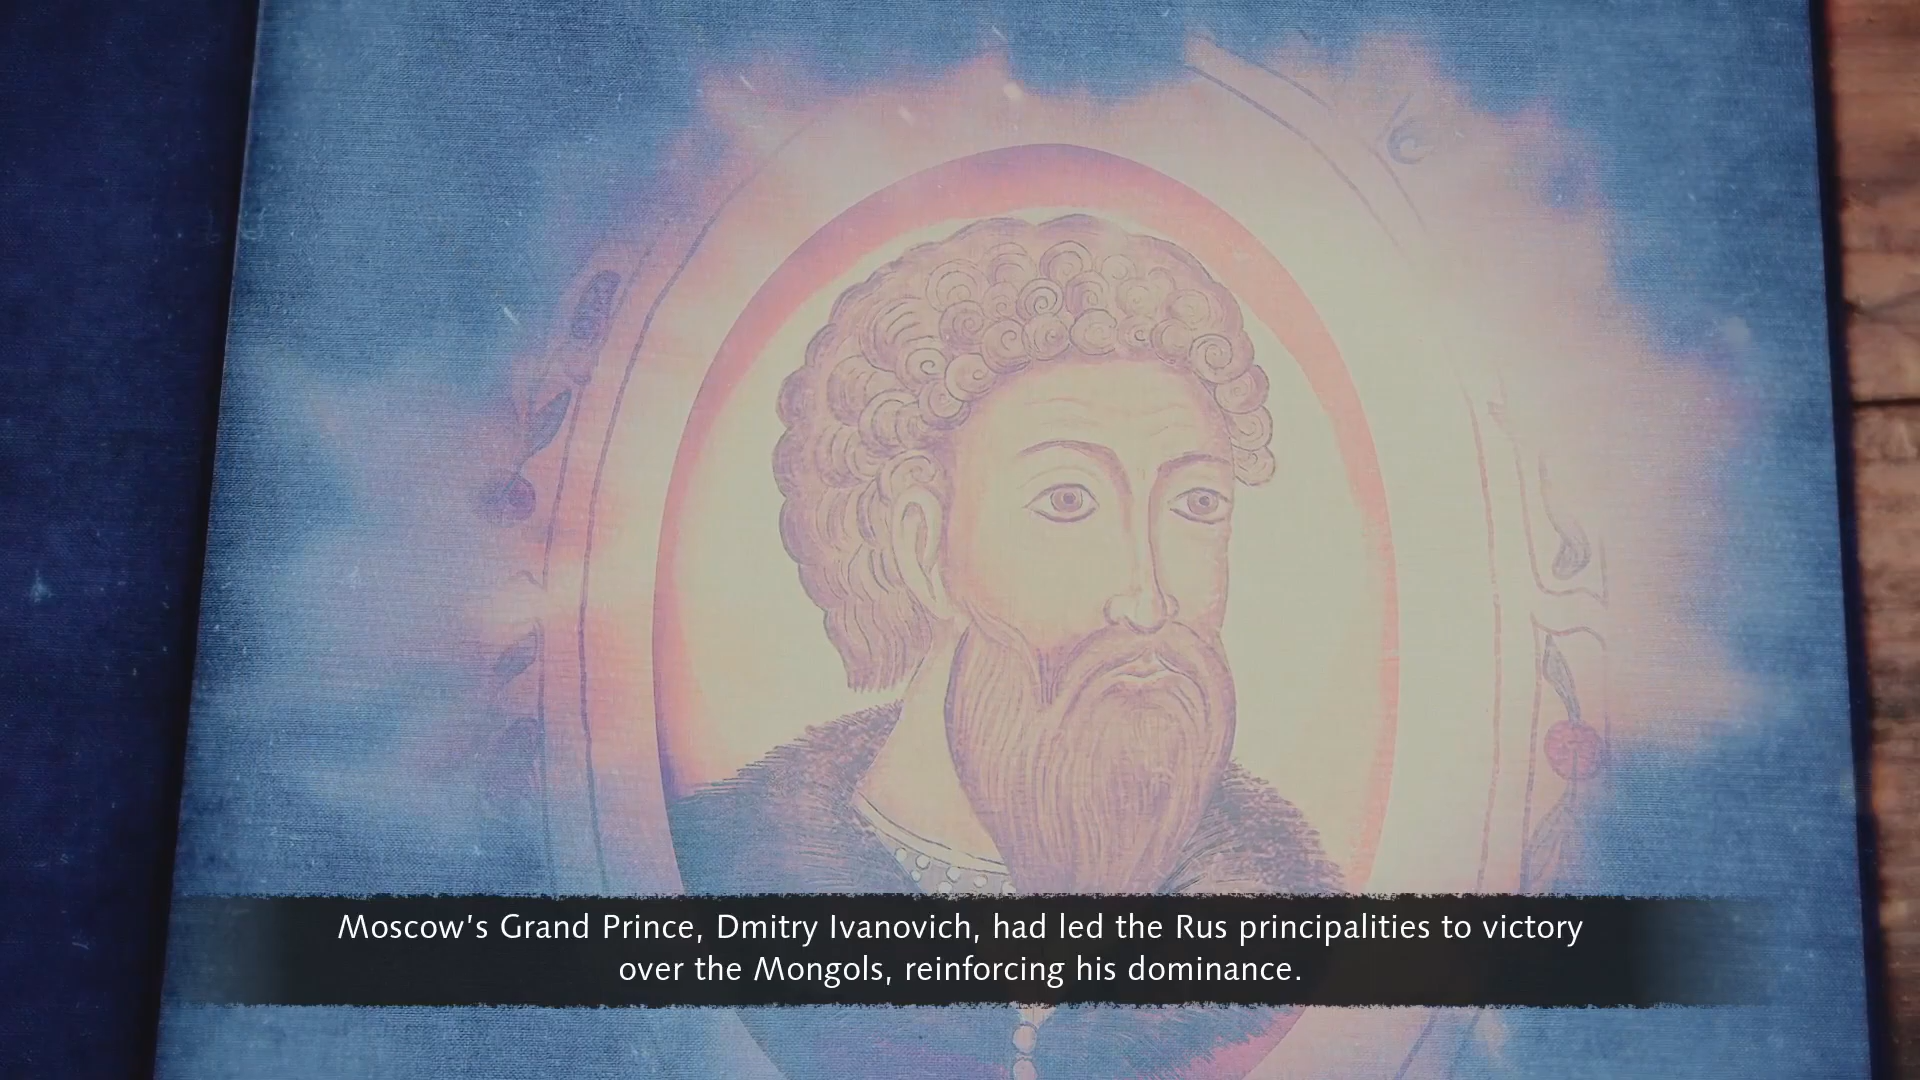 Moscow's Grand Prince, Dmitry Ivanovich, had led the Rus principalities to victory
over the Mongols, reinforcing his dominance.